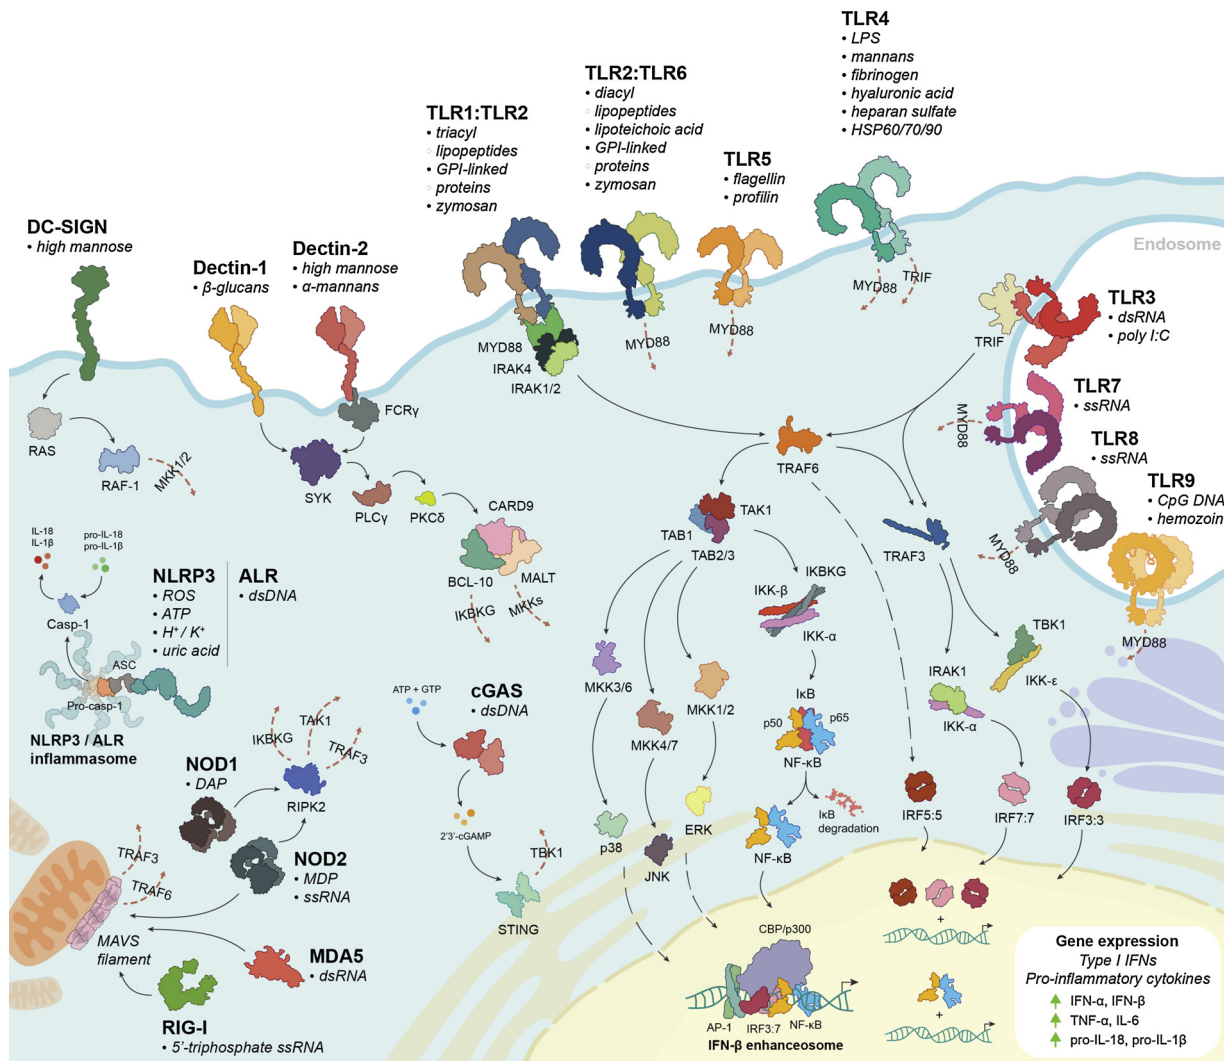 TLR4
• LPS
• mannans
• fibrinogen
• hyaluronic acid
• heparan sulfate
• HSP60/70/90
TLR2:TLR6
• diacyl
◦ lipopeptides
• lipoteichoic acid
• GPI-linked
◦ proteins
• zymosan
TLR1:TLR2
• triacyl
◦ lipopeptides
• GPI-linked
◦ proteins
• zymosan
TLR5
• flagellin
• profilin
DC-SIGN
• high mannose
Dectin-1
• β-glucans
Dectin-2
• high mannose
• α-mannans
Endosome
MYD88
TRIF
MYD88
MYD88
MYD88
IRAK4
IRAK1/2
TRIF
TLR3
• dsRNA
• poly I:C
TLR7
• ssRNA
MYD88
TLR8
• ssRNA
MYD88
TLR9
• CpG DNA
• hemozoin
MYD88
FCRγ
RAS
RAF-1
MKK1/2
SYK
PLCγ
PKCδ
CARD9
BCL-10
MALT
IKBKG
MKKs
TRAF6
TAK1
TAB1
TAB2/3
TRAF3
IKBKG
IKK-β
IKK-α
TBK1
IKK-ε
IRAK1
IKK-α
MKK3/6
MKK1/2
MKK4/7
IκB
p50
p65
NF-κB
IκB
degradation
NF-κB
p38
JNK
ERK
IRF5:5
IRF7:7
IRF3:3
IL-18
IL-1β
pro-IL-18
pro-IL-1β
Casp-1
NLRP3
• ROS
• ATP
• H⁺ / K⁺
• uric acid
ALR
• dsDNA
ASC
Pro-casp-1
NLRP3 / ALR
inflammasome
IKBKG
TAK1
TRAF3
NOD1
• DAP
RIPK2
NOD2
• MDP
• ssRNA
TRAF3
TRAF6
MAVS
filament
MDA5
• dsRNA
RIG-I
• 5’-triphosphate ssRNA
ATP + GTP
cGAS
• dsDNA
2’3’-cGAMP
TBK1
STING
CBP/p300
AP-1
IRF3:7
NF-κB
IFN-β enhanceosome
+
+
Gene expression
Type I IFNs
Pro-inflammatory cytokines
IFN-α, IFN-β
TNF-α, IL-6
pro-IL-18, pro-IL-1β